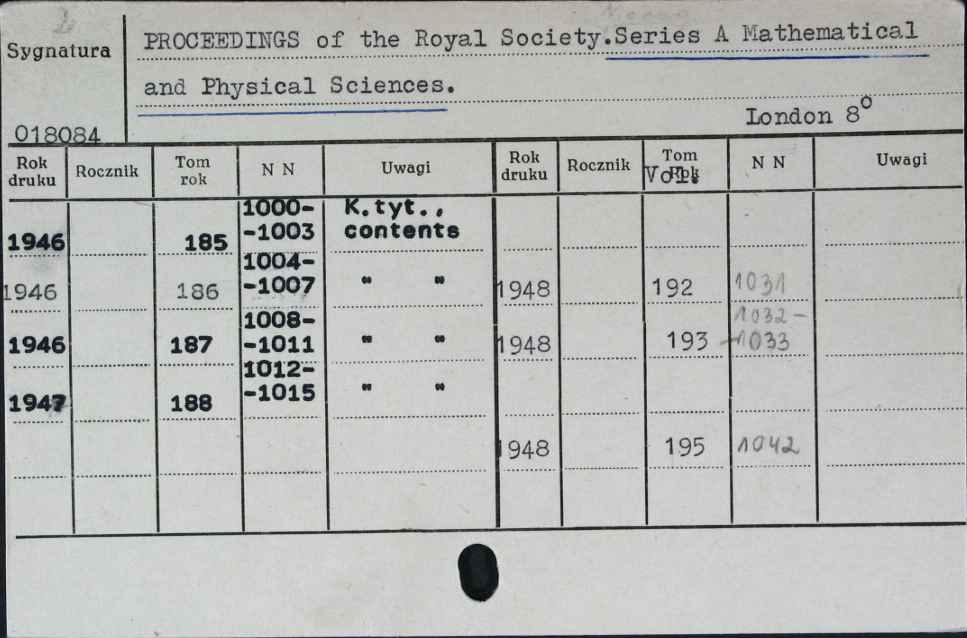 Sygnatura
PROCEEDINGS of the Royal Society.Series A Mathematical
and Physical Sciences.
London 8°
018084
Rok druku Rocznik Tom rok N N Uwagi Rok druku Rocznik Tom Rok Vol. N N Uwagi
1946 185 1000--1003 K.tyt., contents
1946 186 1004--1007 " " 1948 192 1031
1946 187 1008--1011 " " 1948 193 1032--1033
1947 188 1012--1015 " "
1948 195 1042